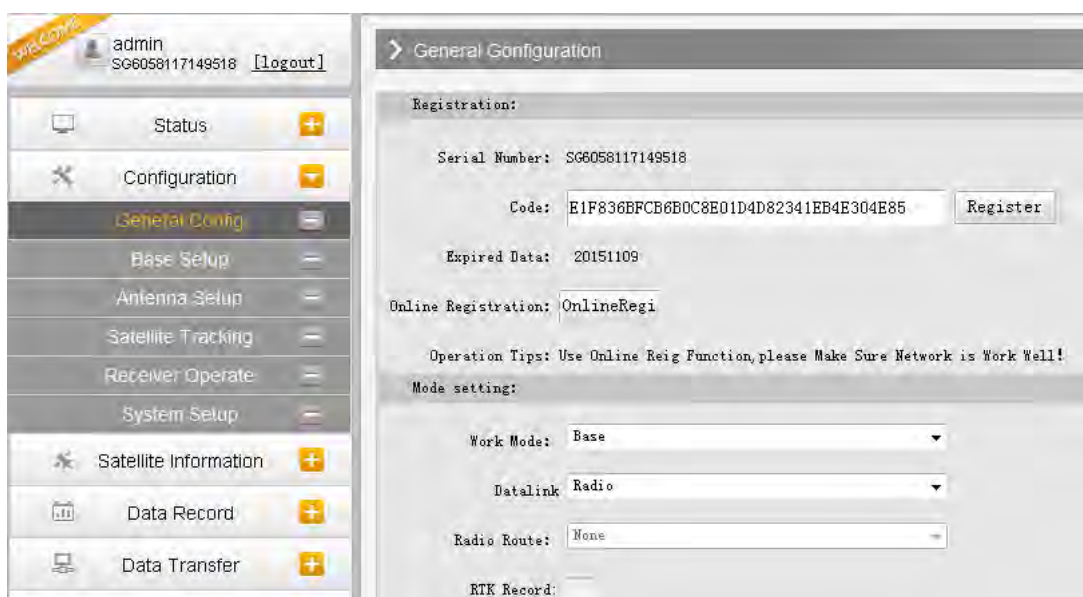 WELCOME
admin
SG6058117149518 [logout]
Status
Configuration
General Config
Base Setup
Antenna Setup
Satellite Tracking
Receiver Operate
System Setup
Satellite Information
Data Record
Data Transfer
General Gonfiguration
Registration:
Serial Number: SG6058117149518
Code: E1F836BFCB6B0C8E01D4D82341EB4E304E85 Register
Expired Data: 20151109
Online Registration: OnlineRegi
Operation Tips: Use Online Reig Function,please Make Sure Network is Work Well!
Mode setting:
Work Mode: Base
Datalink Radio
Radio Route: None
RTK Record: